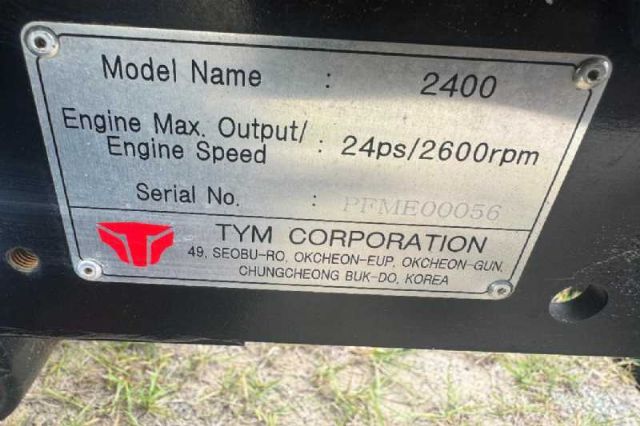 Model Name : 2400
Engine Max. Output/
Engine Speed : 24ps/2600rpm
Serial No. : PFME00056
TYM CORPORATION
49, SEOBU-RO, OKCHEON-EUP, OKCHEON-GUN,
CHUNGCHEONG BUK-DO, KOREA